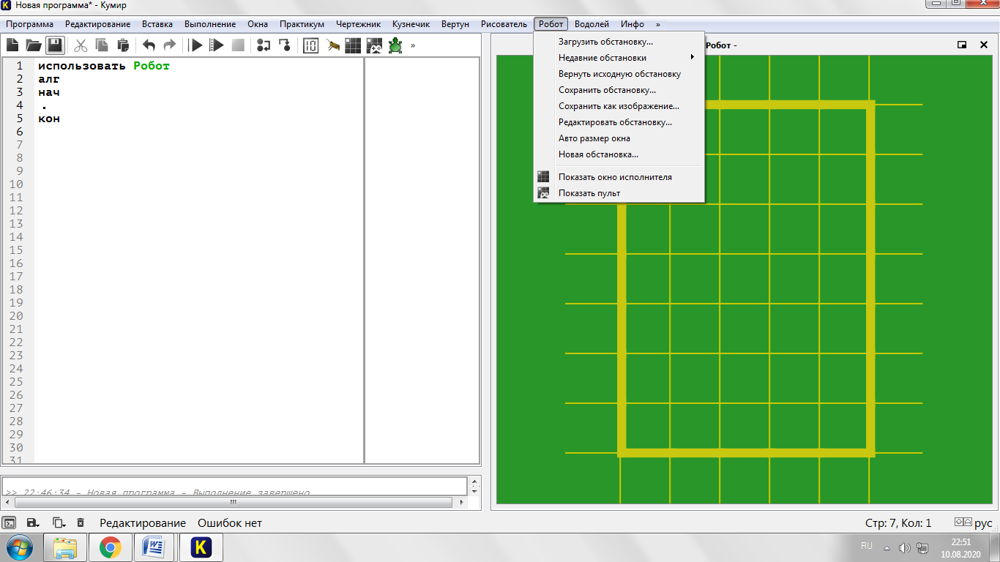 Новая программа* - Кумир
Программа Редактирование Вставка Выполнение Окна Практикум Чертежник Кузнечик Вертун Рисователь Робот Водолей Инфо »
»
Загрузить обстановку...
Недавние обстановки
Вернуть исходную обстановку
Сохранить обстановку...
Сохранить как изображение...
Редактировать обстановку...
Авто размер окна
Новая обстановка...
Показать окно исполнителя
Показать пульт
Робот -
1 использовать Робот
2 алг
3 нач
4 .
5 кон
6
7
8
9
10
11
12
13
14
15
16
17
18
19
20
21
22
23
24
25
26
27
28
29
30
31
>> 22:46:34 - Новая программа - Выполнение завершено
Редактирование Ошибок нет Стр: 7, Кол: 1 рус
RU 22:51
10.08.2020